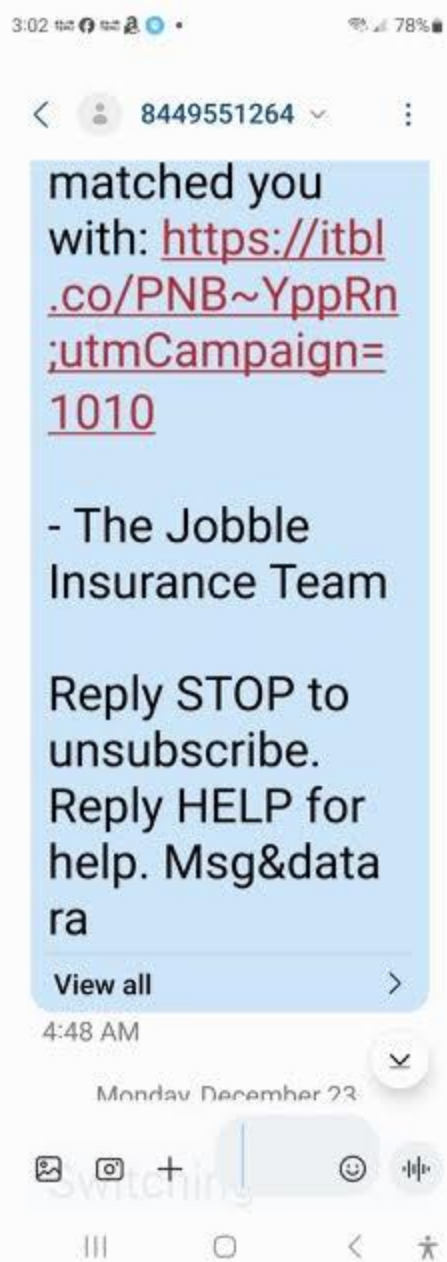 3:02
78%
8449551264
matched you
with: https://itbl
.co/PNB~YppRn
;utmCampaign=
1010
- The Jobble
Insurance Team
Reply STOP to
unsubscribe.
Reply HELP for
help. Msg&data
ra
View all
4:48 AM
Monday, December 23
Switching